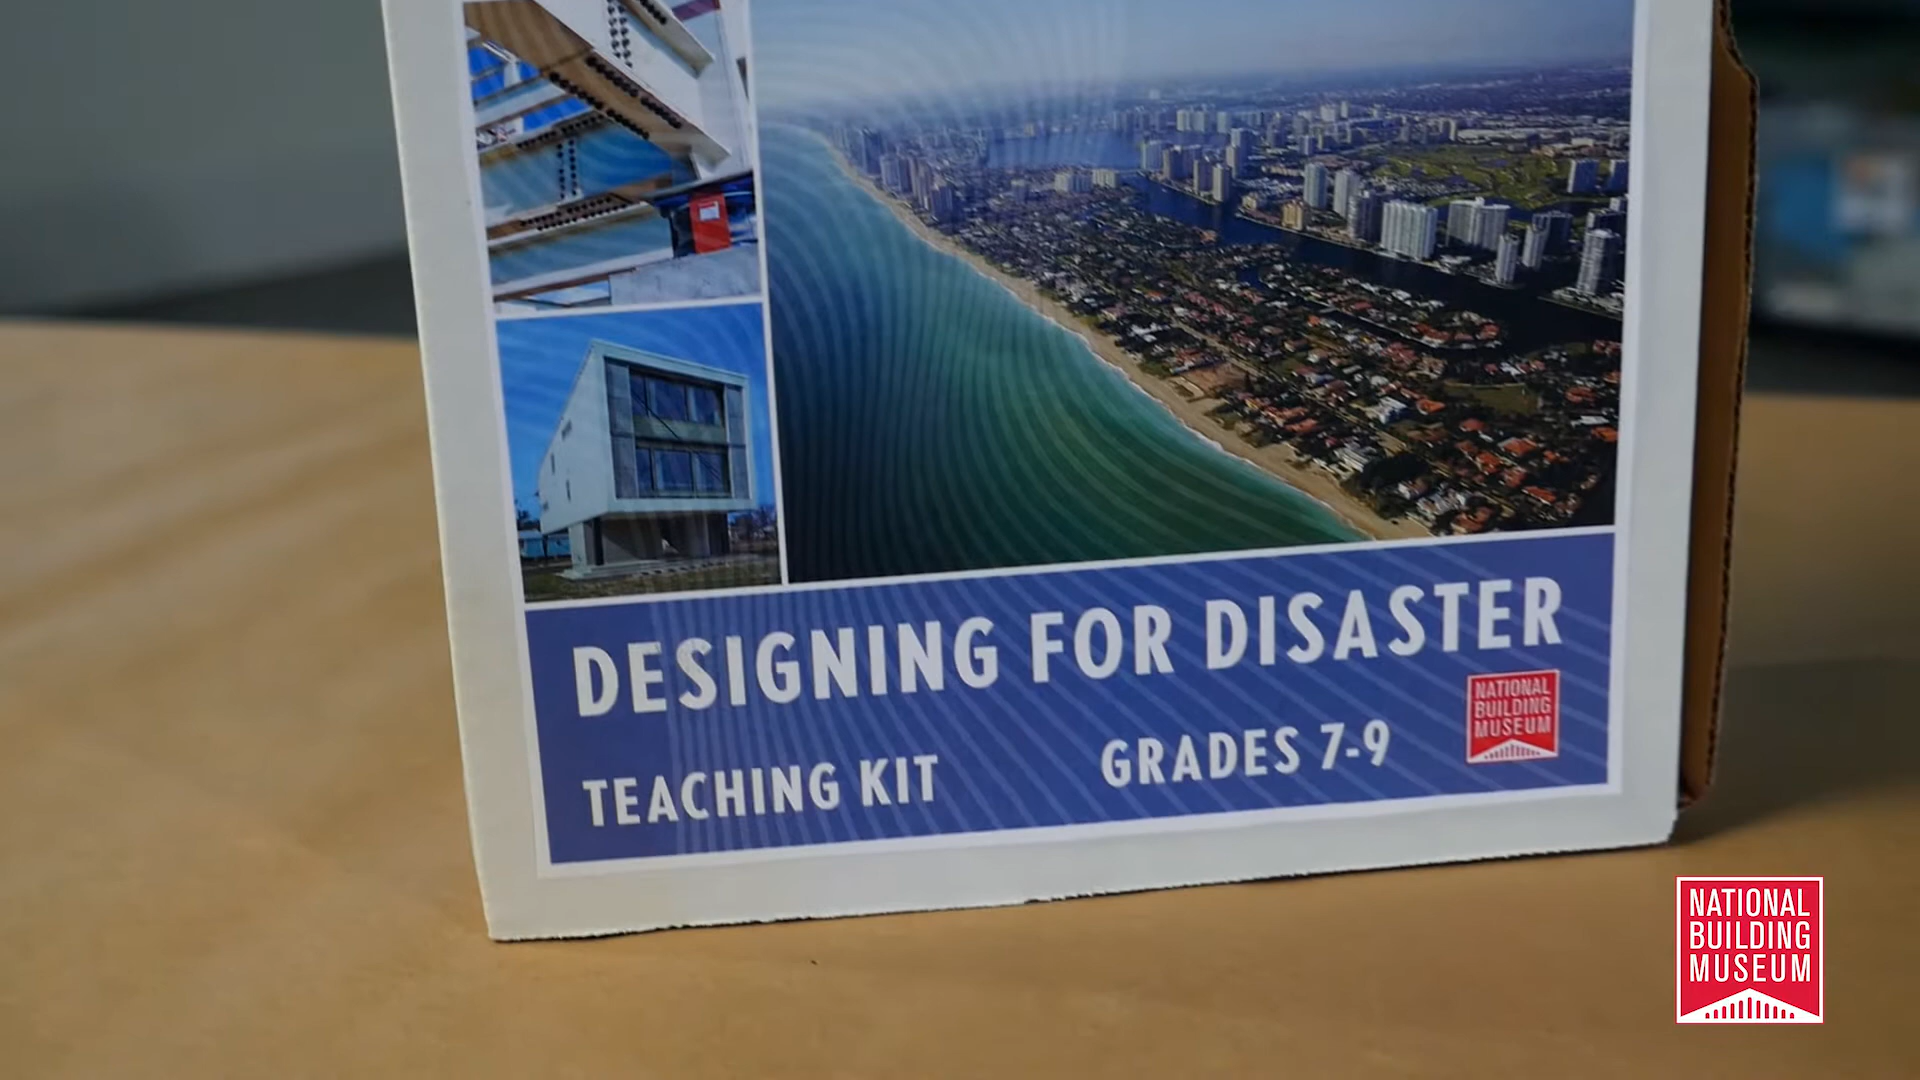 DESIGNING FOR DISASTER
TEACHING KIT
GRADES 7-9
NATIONAL
BUILDING
MUSEUM
NATIONAL
BUILDING
MUSEUM